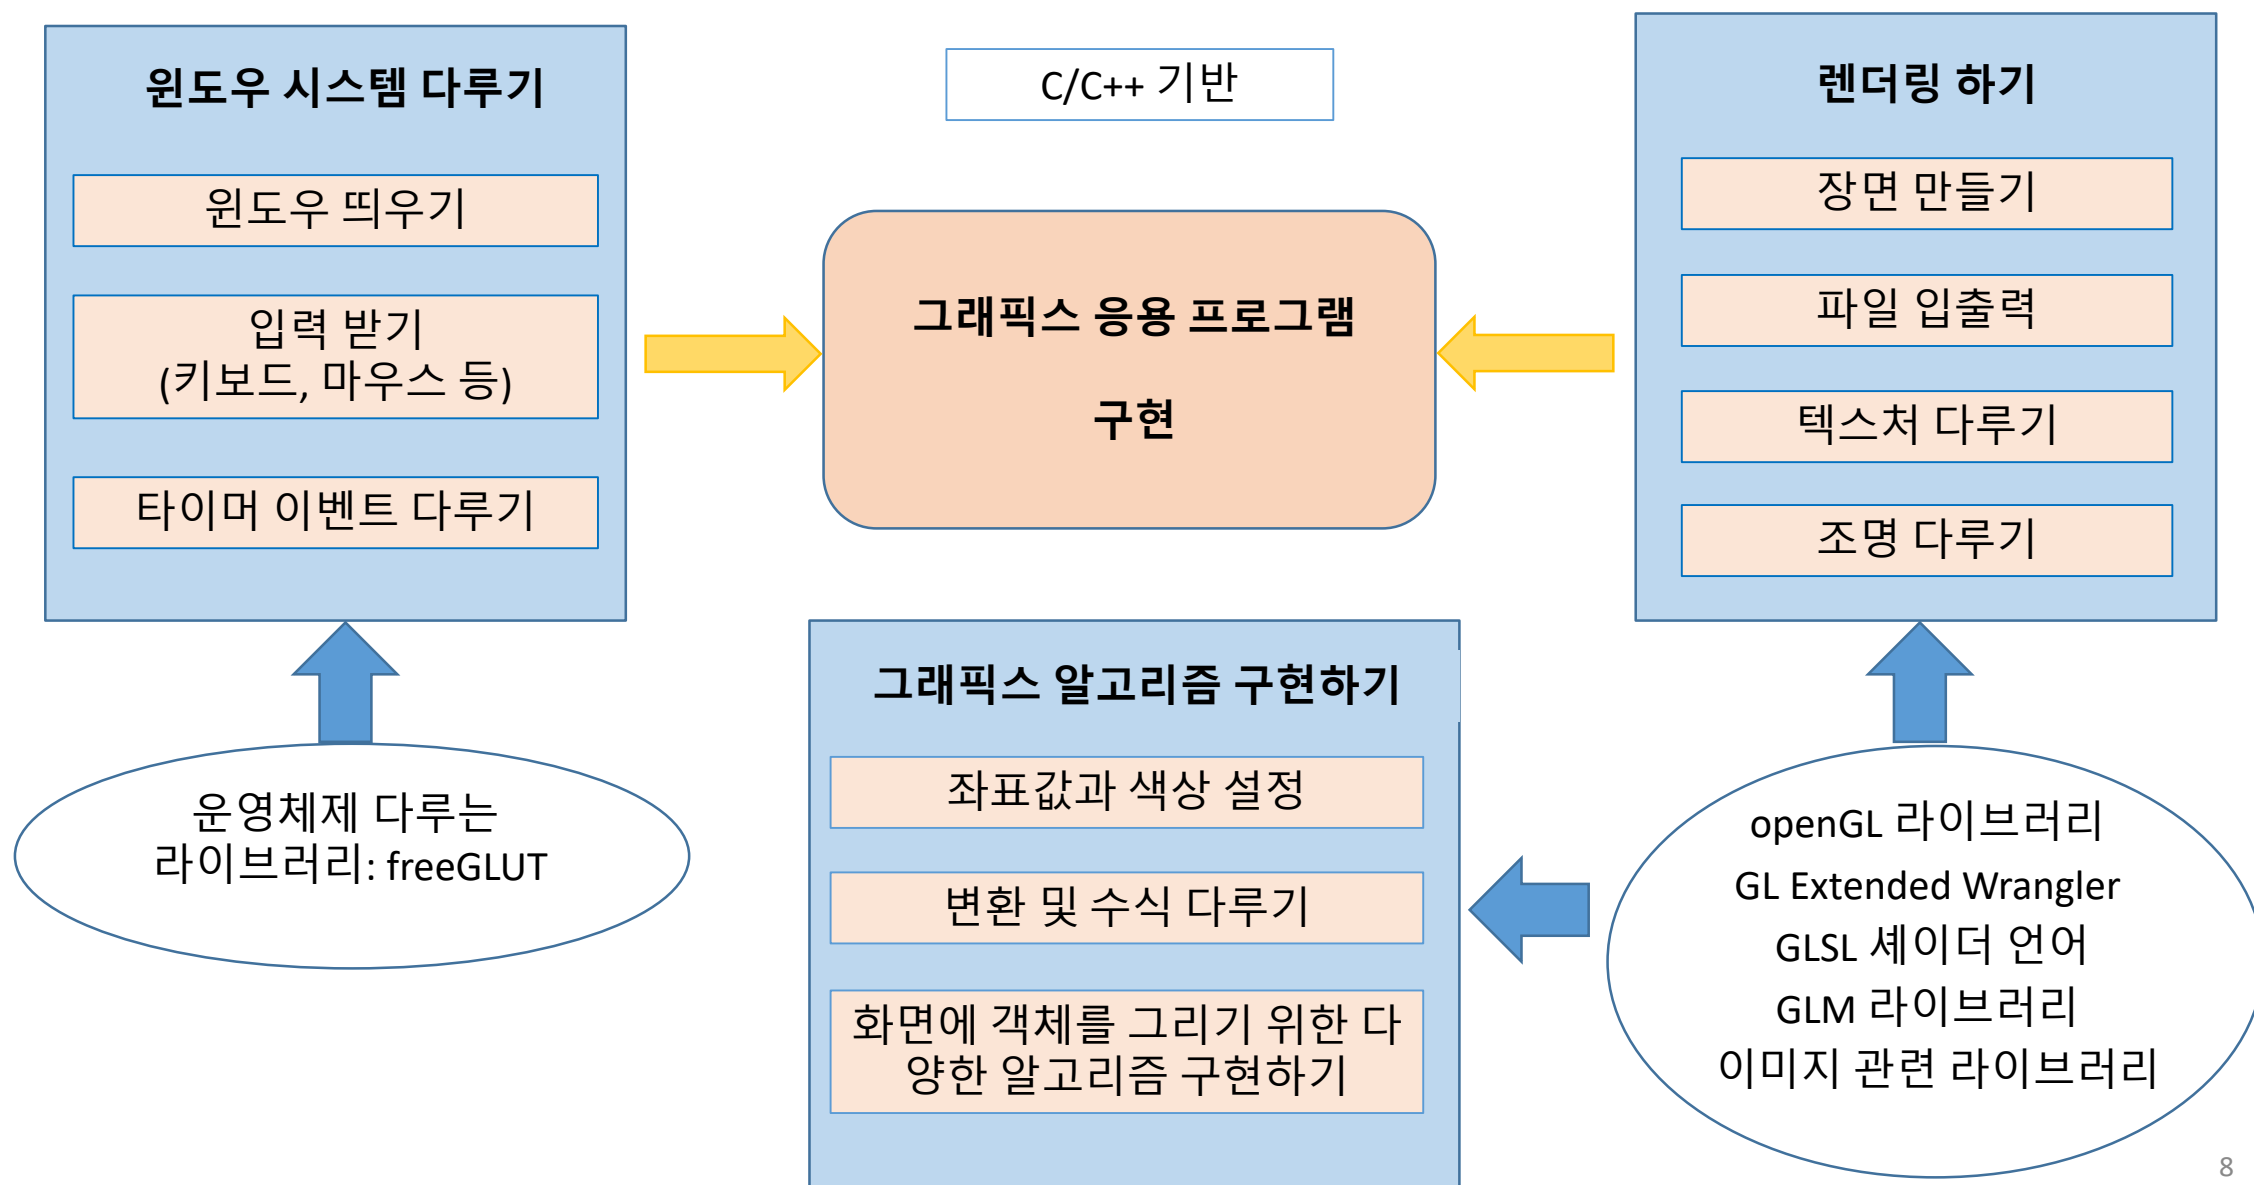 윈도우 시스템 다루기
윈도우 띄우기
입력 받기
(키보드, 마우스 등)
타이머 이벤트 다루기
운영체제 다루는
라이브러리: freeGLUT
C/C++ 기반
그래픽스 응용 프로그램
구현
그래픽스 알고리즘 구현하기
좌표값과 색상 설정
변환 및 수식 다루기
화면에 객체를 그리기 위한 다
양한 알고리즘 구현하기
렌더링 하기
장면 만들기
파일 입출력
텍스처 다루기
조명 다루기
openGL 라이브러리
GL Extended Wrangler
GLSL 셰이더 언어
GLM 라이브러리
이미지 관련 라이브러리
8